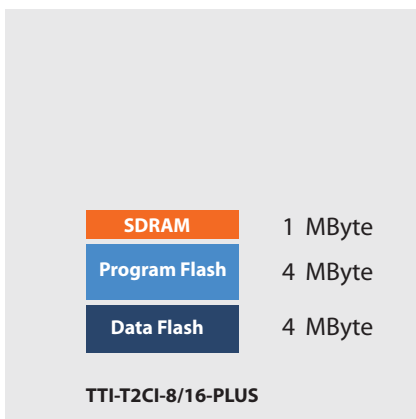 SDRAM 1 MByte
Program Flash 4 MByte
Data Flash 4 MByte
TTI-T2CI-8/16-PLUS